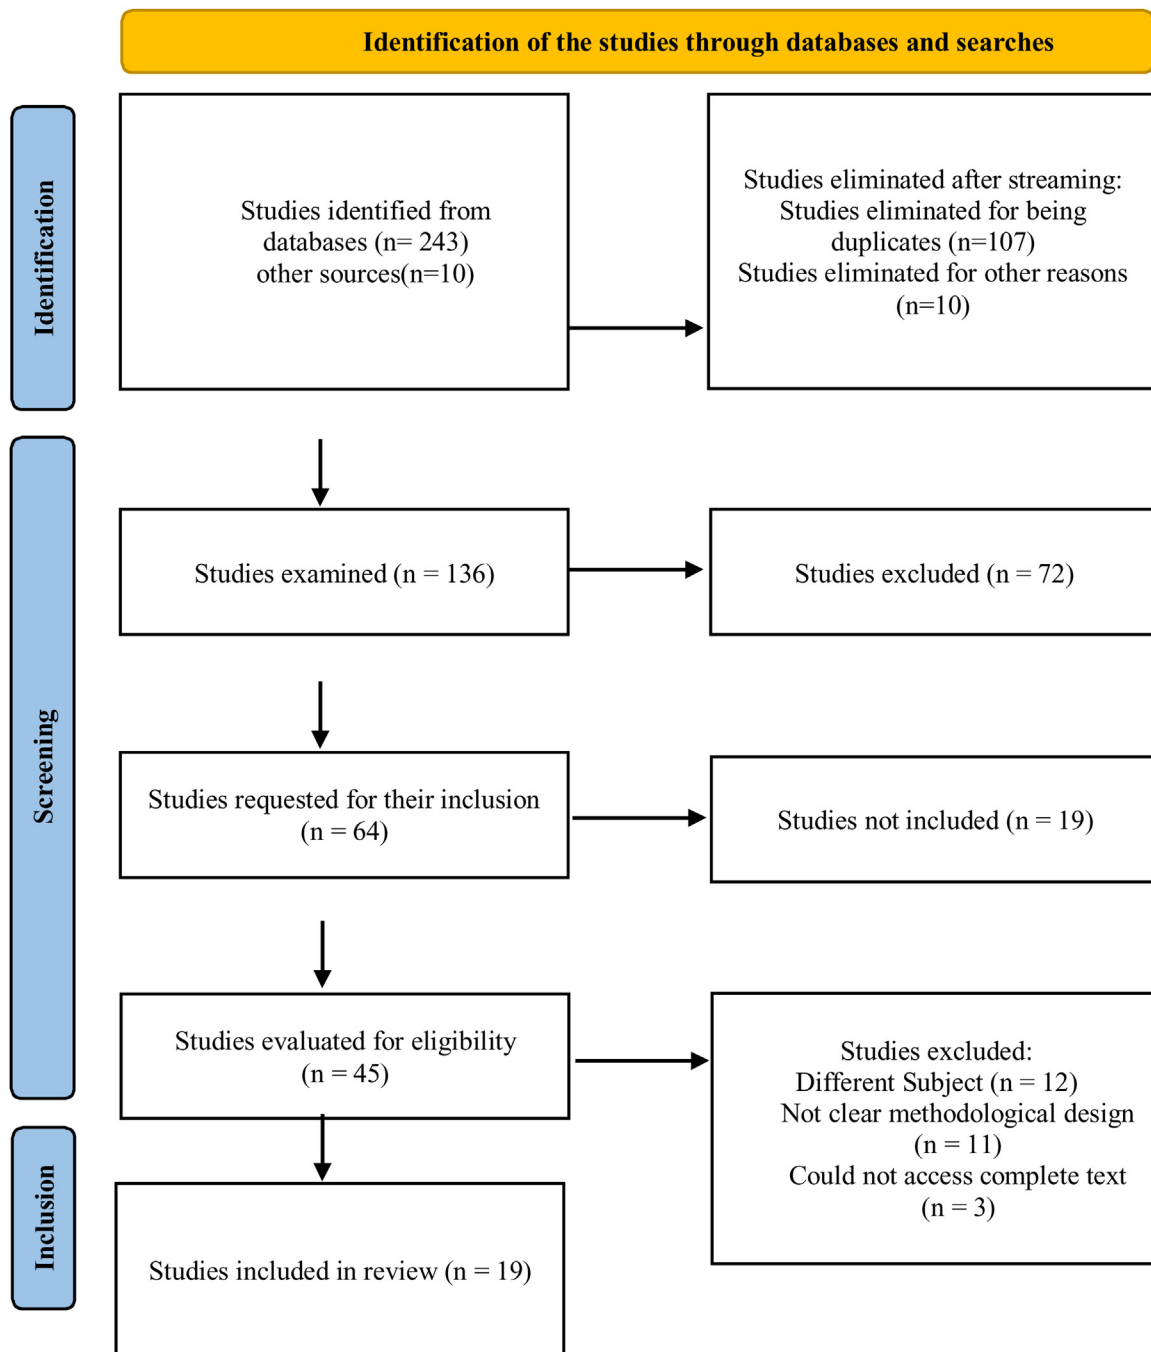 Identification of the studies through databases and searches
Identification
Studies identified from
databases (n= 243)
other sources(n=10)
Studies eliminated after streaming:
Studies eliminated for being
duplicates (n=107)
Studies eliminated for other reasons
(n=10)
Screening
Studies examined (n = 136)
Studies excluded (n = 72)
Studies requested for their inclusion
(n = 64)
Studies not included (n = 19)
Studies evaluated for eligibility
(n = 45)
Studies excluded:
Different Subject (n = 12)
Not clear methodological design
(n = 11)
Could not access complete text
(n = 3)
Inclusion
Studies included in review (n = 19)